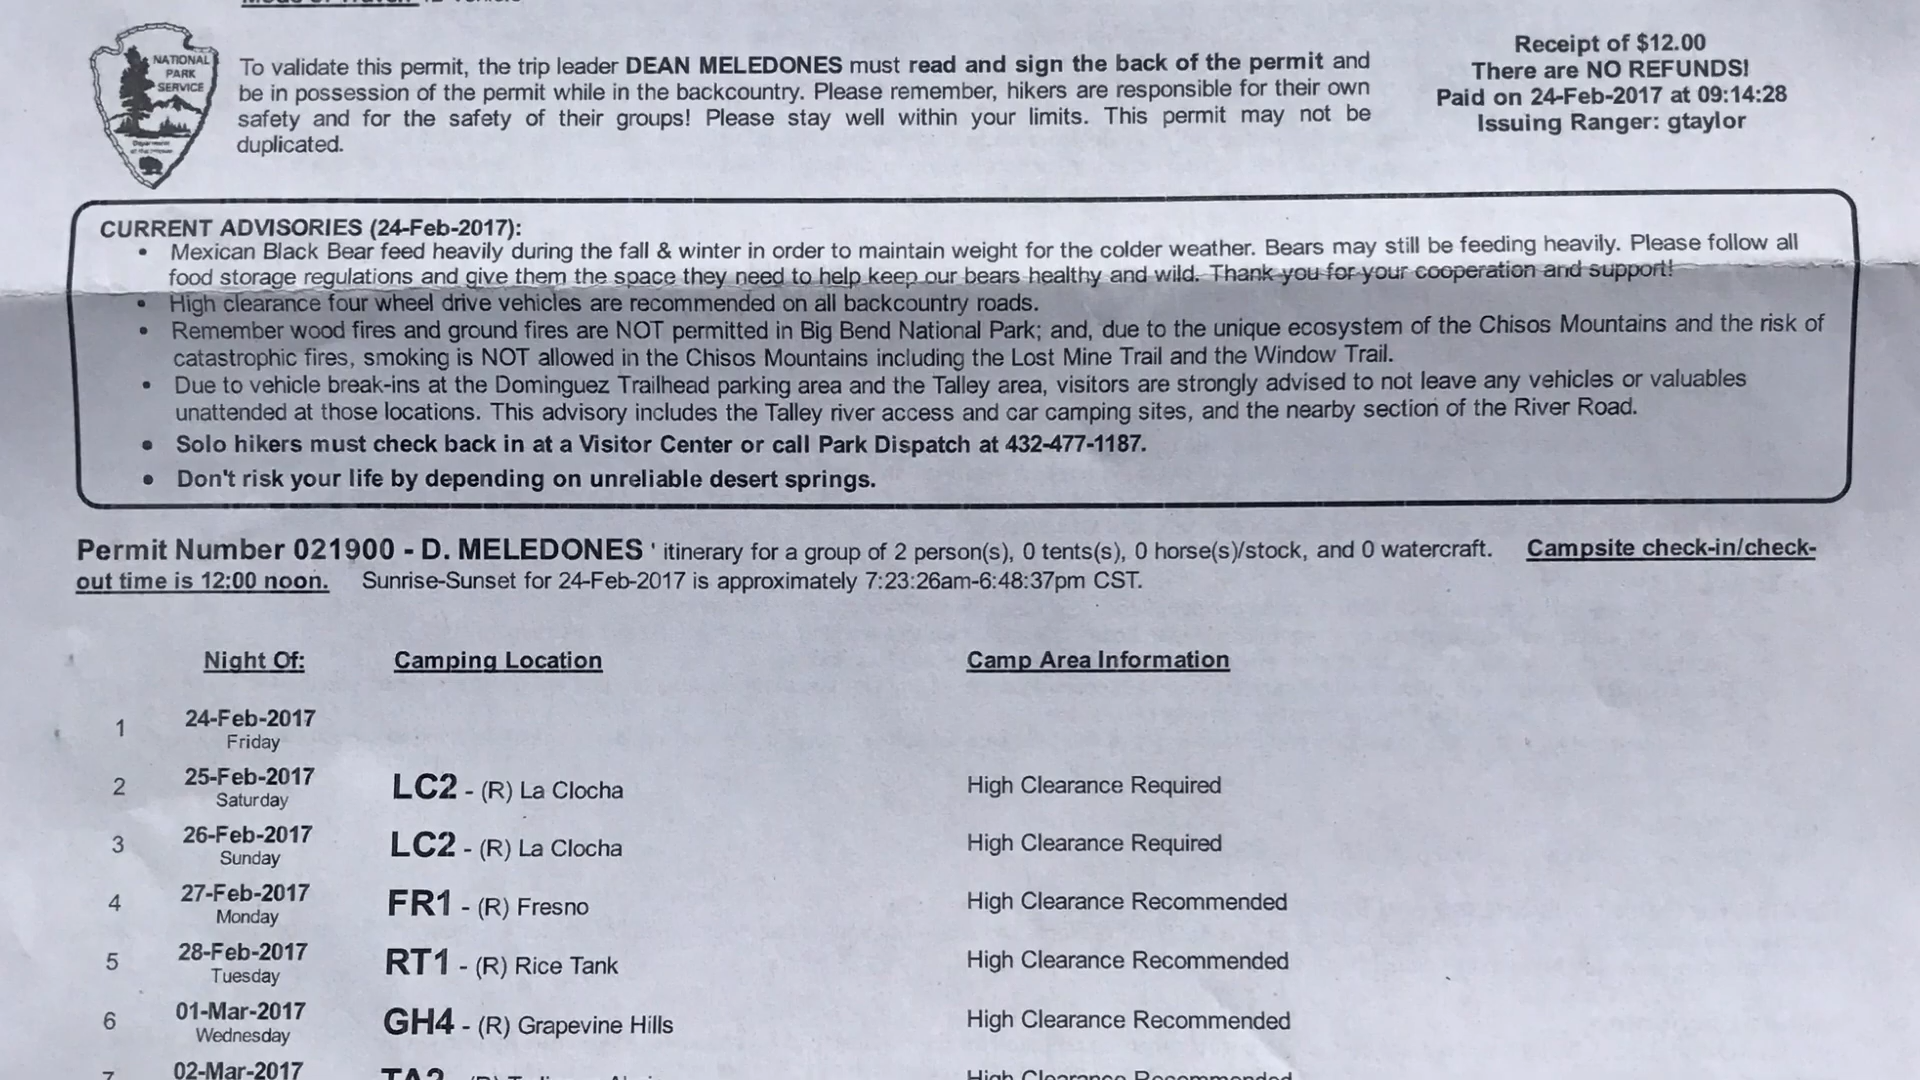 NATIONAL
PARK
SERVICE
To validate this permit, the trip leader DEAN MELEDONES must read and sign the back of the permit and
be in possession of the permit while in the backcountry. Please remember, hikers are responsible for their own
safety and for the safety of their groups! Please stay well within your limits. This permit may not be
duplicated.
Receipt of $12.00
There are NO REFUNDS!
Paid on 24-Feb-2017 at 09:14:28
Issuing Ranger: gtaylor
CURRENT ADVISORIES (24-Feb-2017):
• Mexican Black Bear feed heavily during the fall & winter in order to maintain weight for the colder weather. Bears may still be feeding heavily. Please follow all
food storage regulations and give them the space they need to help keep our bears healthy and wild. Thank you for your cooperation and support!
• High clearance four wheel drive vehicles are recommended on all backcountry roads.
• Remember wood fires and ground fires are NOT permitted in Big Bend National Park; and, due to the unique ecosystem of the Chisos Mountains and the risk of
catastrophic fires, smoking is NOT allowed in the Chisos Mountains including the Lost Mine Trail and the Window Trail.
• Due to vehicle break-ins at the Dominguez Trailhead parking area and the Talley area, visitors are strongly advised to not leave any vehicles or valuables
unattended at those locations. This advisory includes the Talley river access and car camping sites, and the nearby section of the River Road.
• Solo hikers must check back in at a Visitor Center or call Park Dispatch at 432-477-1187.
• Don't risk your life by depending on unreliable desert springs.
Permit Number 021900 - D. MELEDONES ' itinerary for a group of 2 person(s), 0 tents(s), 0 horse(s)/stock, and 0 watercraft. Campsite check-in/check-
out time is 12:00 noon. Sunrise-Sunset for 24-Feb-2017 is approximately 7:23:26am-6:48:37pm CST.
Night Of: Camping Location Camp Area Information
1 24-Feb-2017
Friday
2 25-Feb-2017 LC2 - (R) La Clocha High Clearance Required
Saturday
3 26-Feb-2017 LC2 - (R) La Clocha High Clearance Required
Sunday
4 27-Feb-2017 FR1 - (R) Fresno High Clearance Recommended
Monday
5 28-Feb-2017 RT1 - (R) Rice Tank High Clearance Recommended
Tuesday
6 01-Mar-2017 GH4 - (R) Grapevine Hills High Clearance Recommended
Wednesday
7 02-Mar-2017 High Clearance Recommended